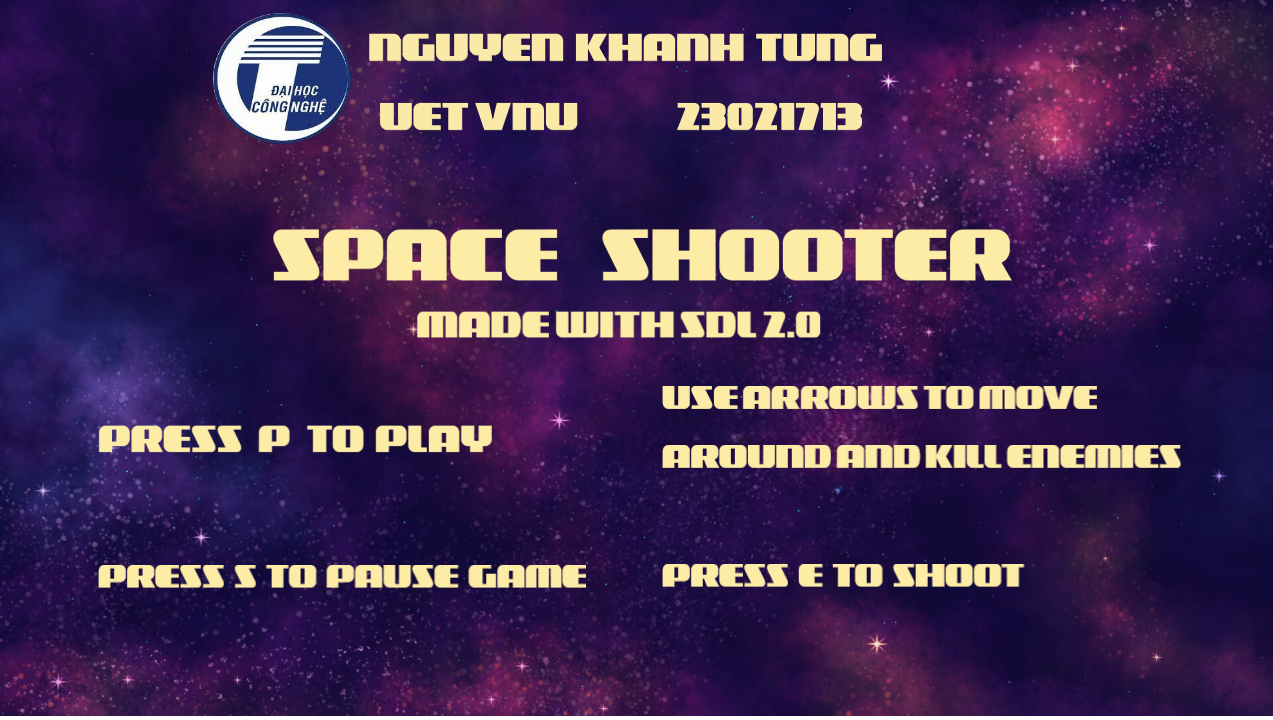 ĐẠI HỌC
CÔNG NGHỆ
NGUYEN KHANH TUNG
UET VNU 23021713
SPACE SHOOTER
MADE WITH SDL 2.0
PRESS P TO PLAY
USE ARROWS TO MOVE
AROUND AND KILL ENEMIES
PRESS S TO PAUSE GAME
PRESS E TO SHOOT